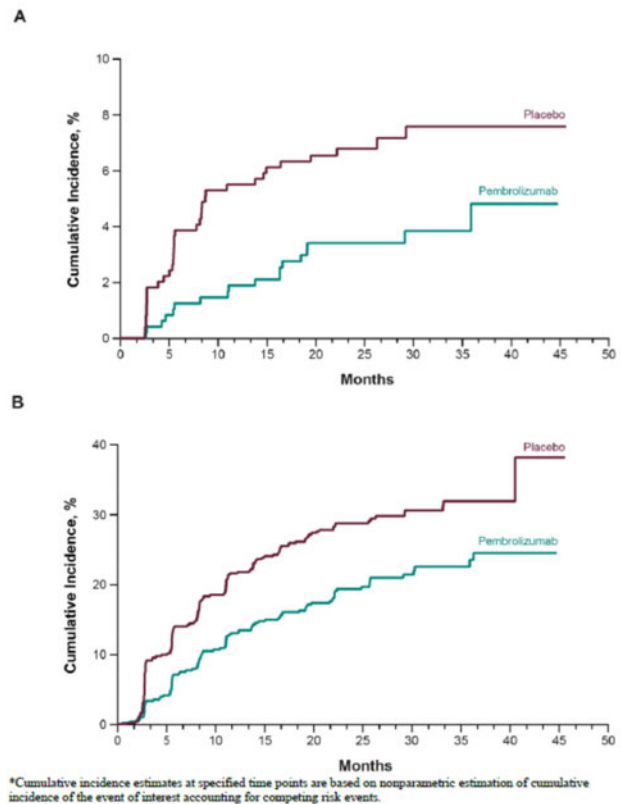 A
10
8
6
4
2
0
Cumulative Incidence, %
Placebo
Pembrolizumab
0 5 10 15 20 25 30 35 40 45 50
Months
B
40
30
20
10
0
Cumulative Incidence, %
Placebo
Pembrolizumab
0 5 10 15 20 25 30 35 40 45 50
Months
*Cumulative incidence estimates at specified time points are based on nonparametric estimation of cumulative
incidence of the event of interest accounting for competing risk events.